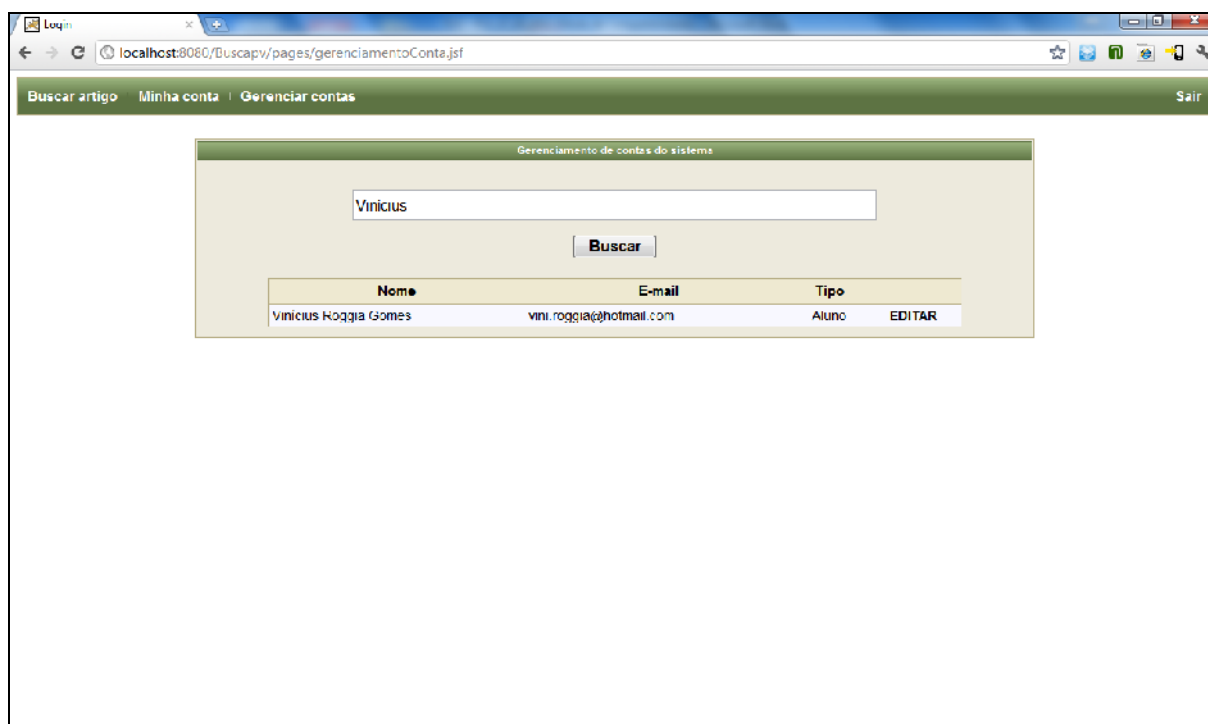 Login
localhost:8080/Buscapv/pages/gerenciamentoConta.jsf
Buscar artigo Minha conta | Gerenciar contas Sair
Gerenciamento de contas do sistema
Vinicius
Buscar
Nome E-mail Tipo
Vinícius Roggia Gomes vini.roggia@hotmail.com Aluno EDITAR